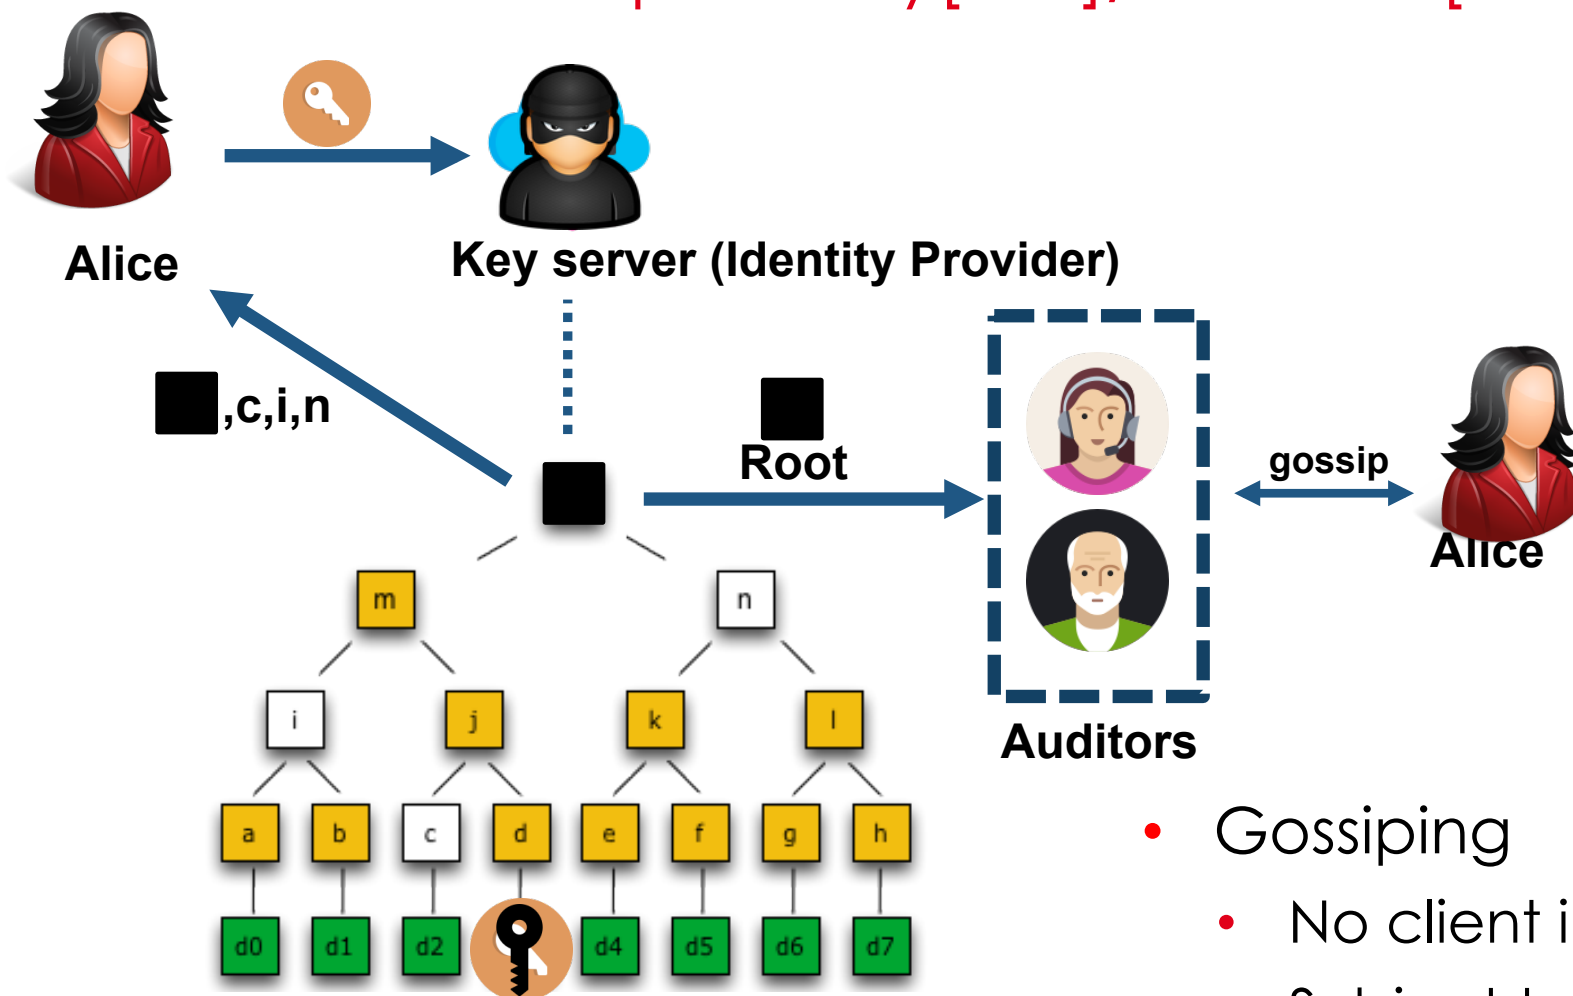 Alice
Key server (Identity Provider)
,c,i,n
Root
gossip
Alice
Auditors
m
n
i
j
k
l
a
b
c
d
e
f
g
h
d0
d1
d2
d4
d5
d6
d7
• Gossiping
• No client i